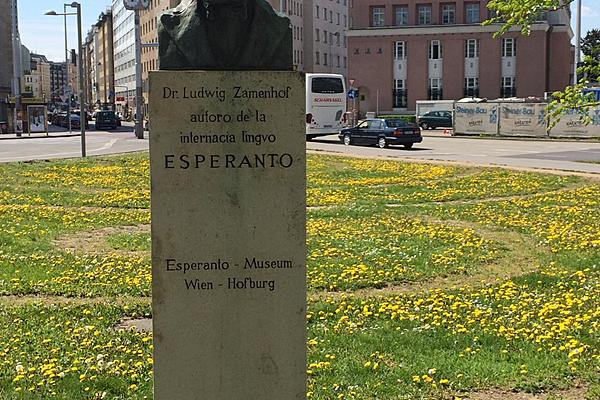 Dr. Ludwig Zamenhof
aŭtoro de la
internacia lingvo
ESPERANTO
Esperanto - Museum
Wien - Hofburg